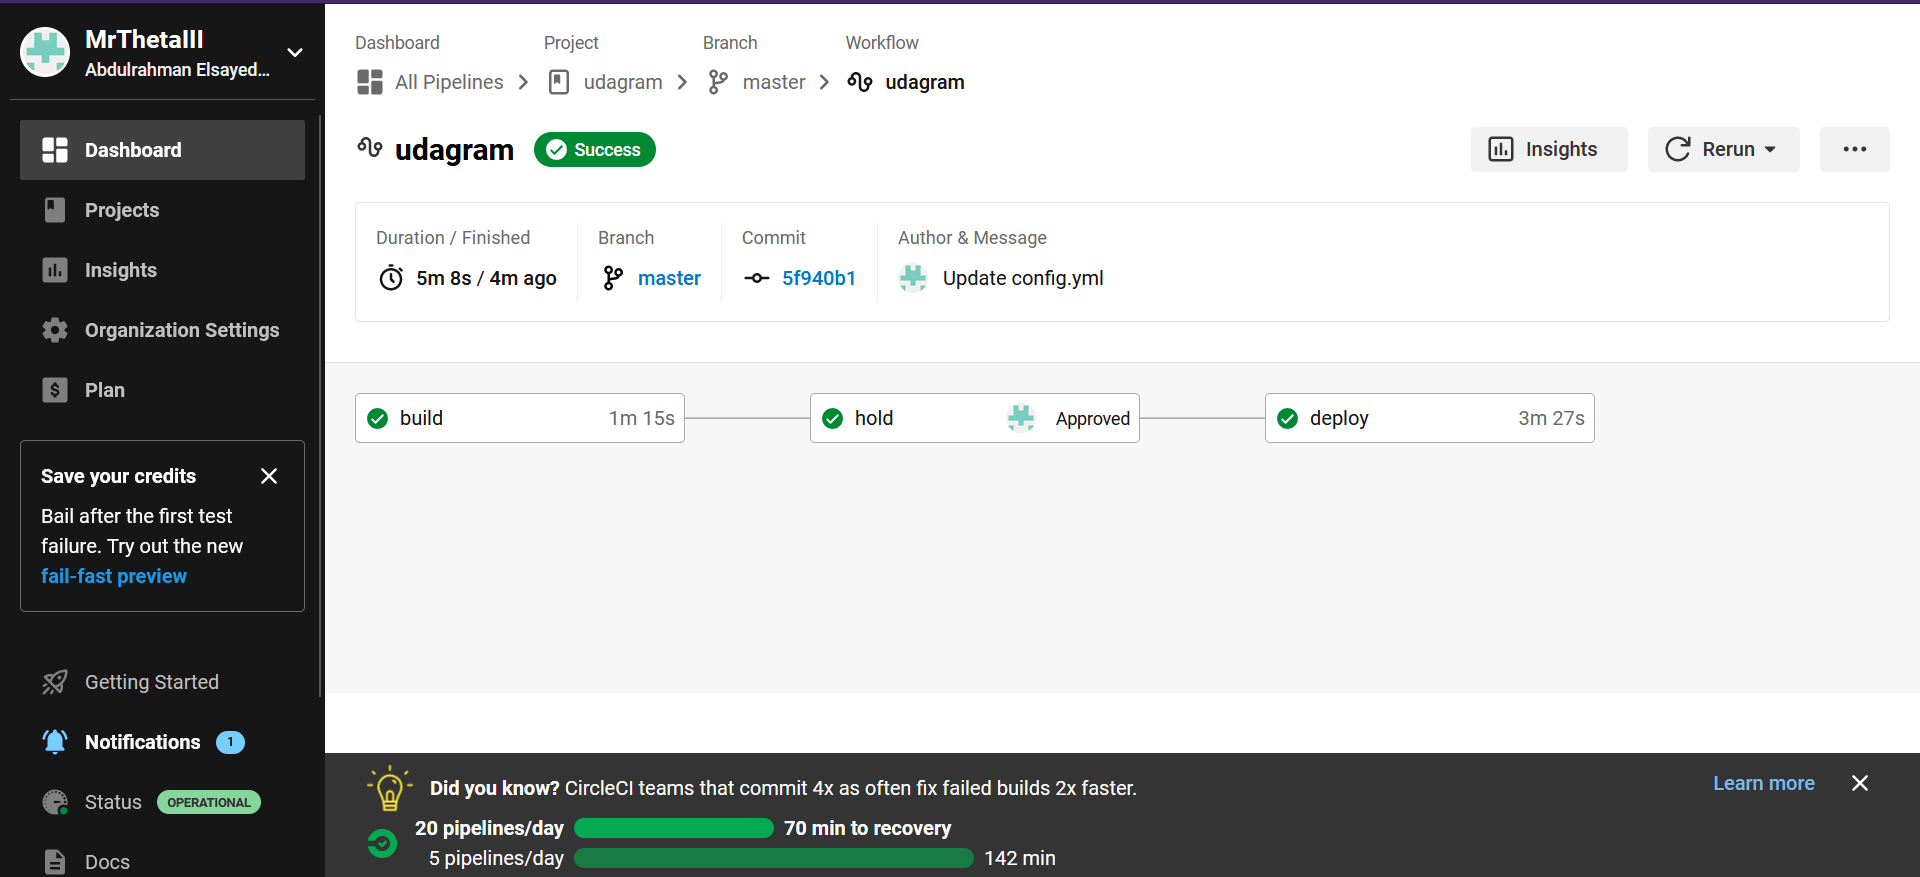 MrThetaIII
Abdulrahman Elsayed...
Dashboard
Projects
Insights
Organization Settings
Plan
Save your credits
Bail after the first test
failure. Try out the new
fail-fast preview
Getting Started
Notifications 1
Status OPERATIONAL
Docs
Dashboard Project Branch Workflow
All Pipelines udagram master udagram
udagram Success
Insights Rerun
Duration / Finished Branch Commit Author & Message
5m 8s / 4m ago master 5f940b1 Update config.yml
build 1m 15s hold Approved deploy 3m 27s
Did you know? CircleCI teams that commit 4x as often fix failed builds 2x faster.
Learn more
20 pipelines/day 70 min to recovery
5 pipelines/day 142 min